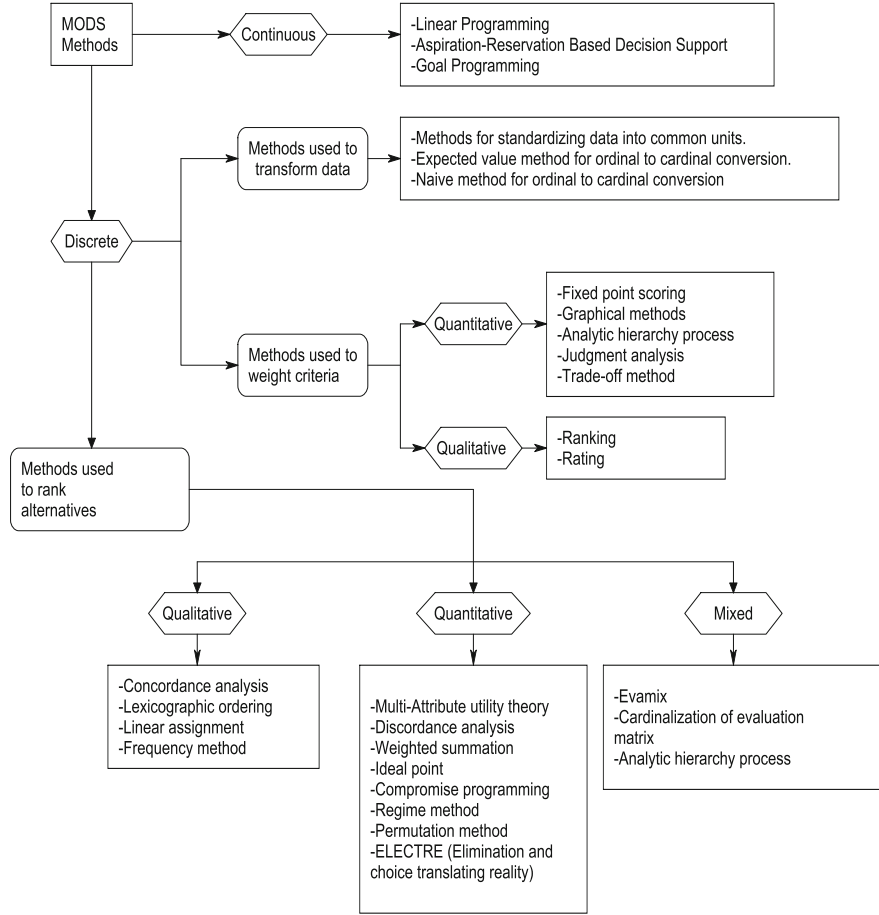 MODS
Methods
Continuous
-Linear Programming
-Aspiration-Reservation Based Decision Support
-Goal Programming
Methods used to
transform data
-Methods for standardizing data into common units.
-Expected value method for ordinal to cardinal conversion.
-Naive method for ordinal to cardinal conversion
Discrete
Methods used to
weight criteria
Quantitative
-Fixed point scoring
-Graphical methods
-Analytic hierarchy process
-Judgment analysis
-Trade-off method
Qualitative
-Ranking
-Rating
Methods used
to rank
alternatives
Qualitative
-Concordance analysis
-Lexicographic ordering
-Linear assignment
-Frequency method
Quantitative
-Multi-Attribute utility theory
-Discordance analysis
-Weighted summation
-Ideal point
-Compromise programming
-Regime method
-Permutation method
-ELECTRE (Elimination and
choice translating reality)
Mixed
-Evamix
-Cardinalization of evaluation
matrix
-Analytic hierarchy process